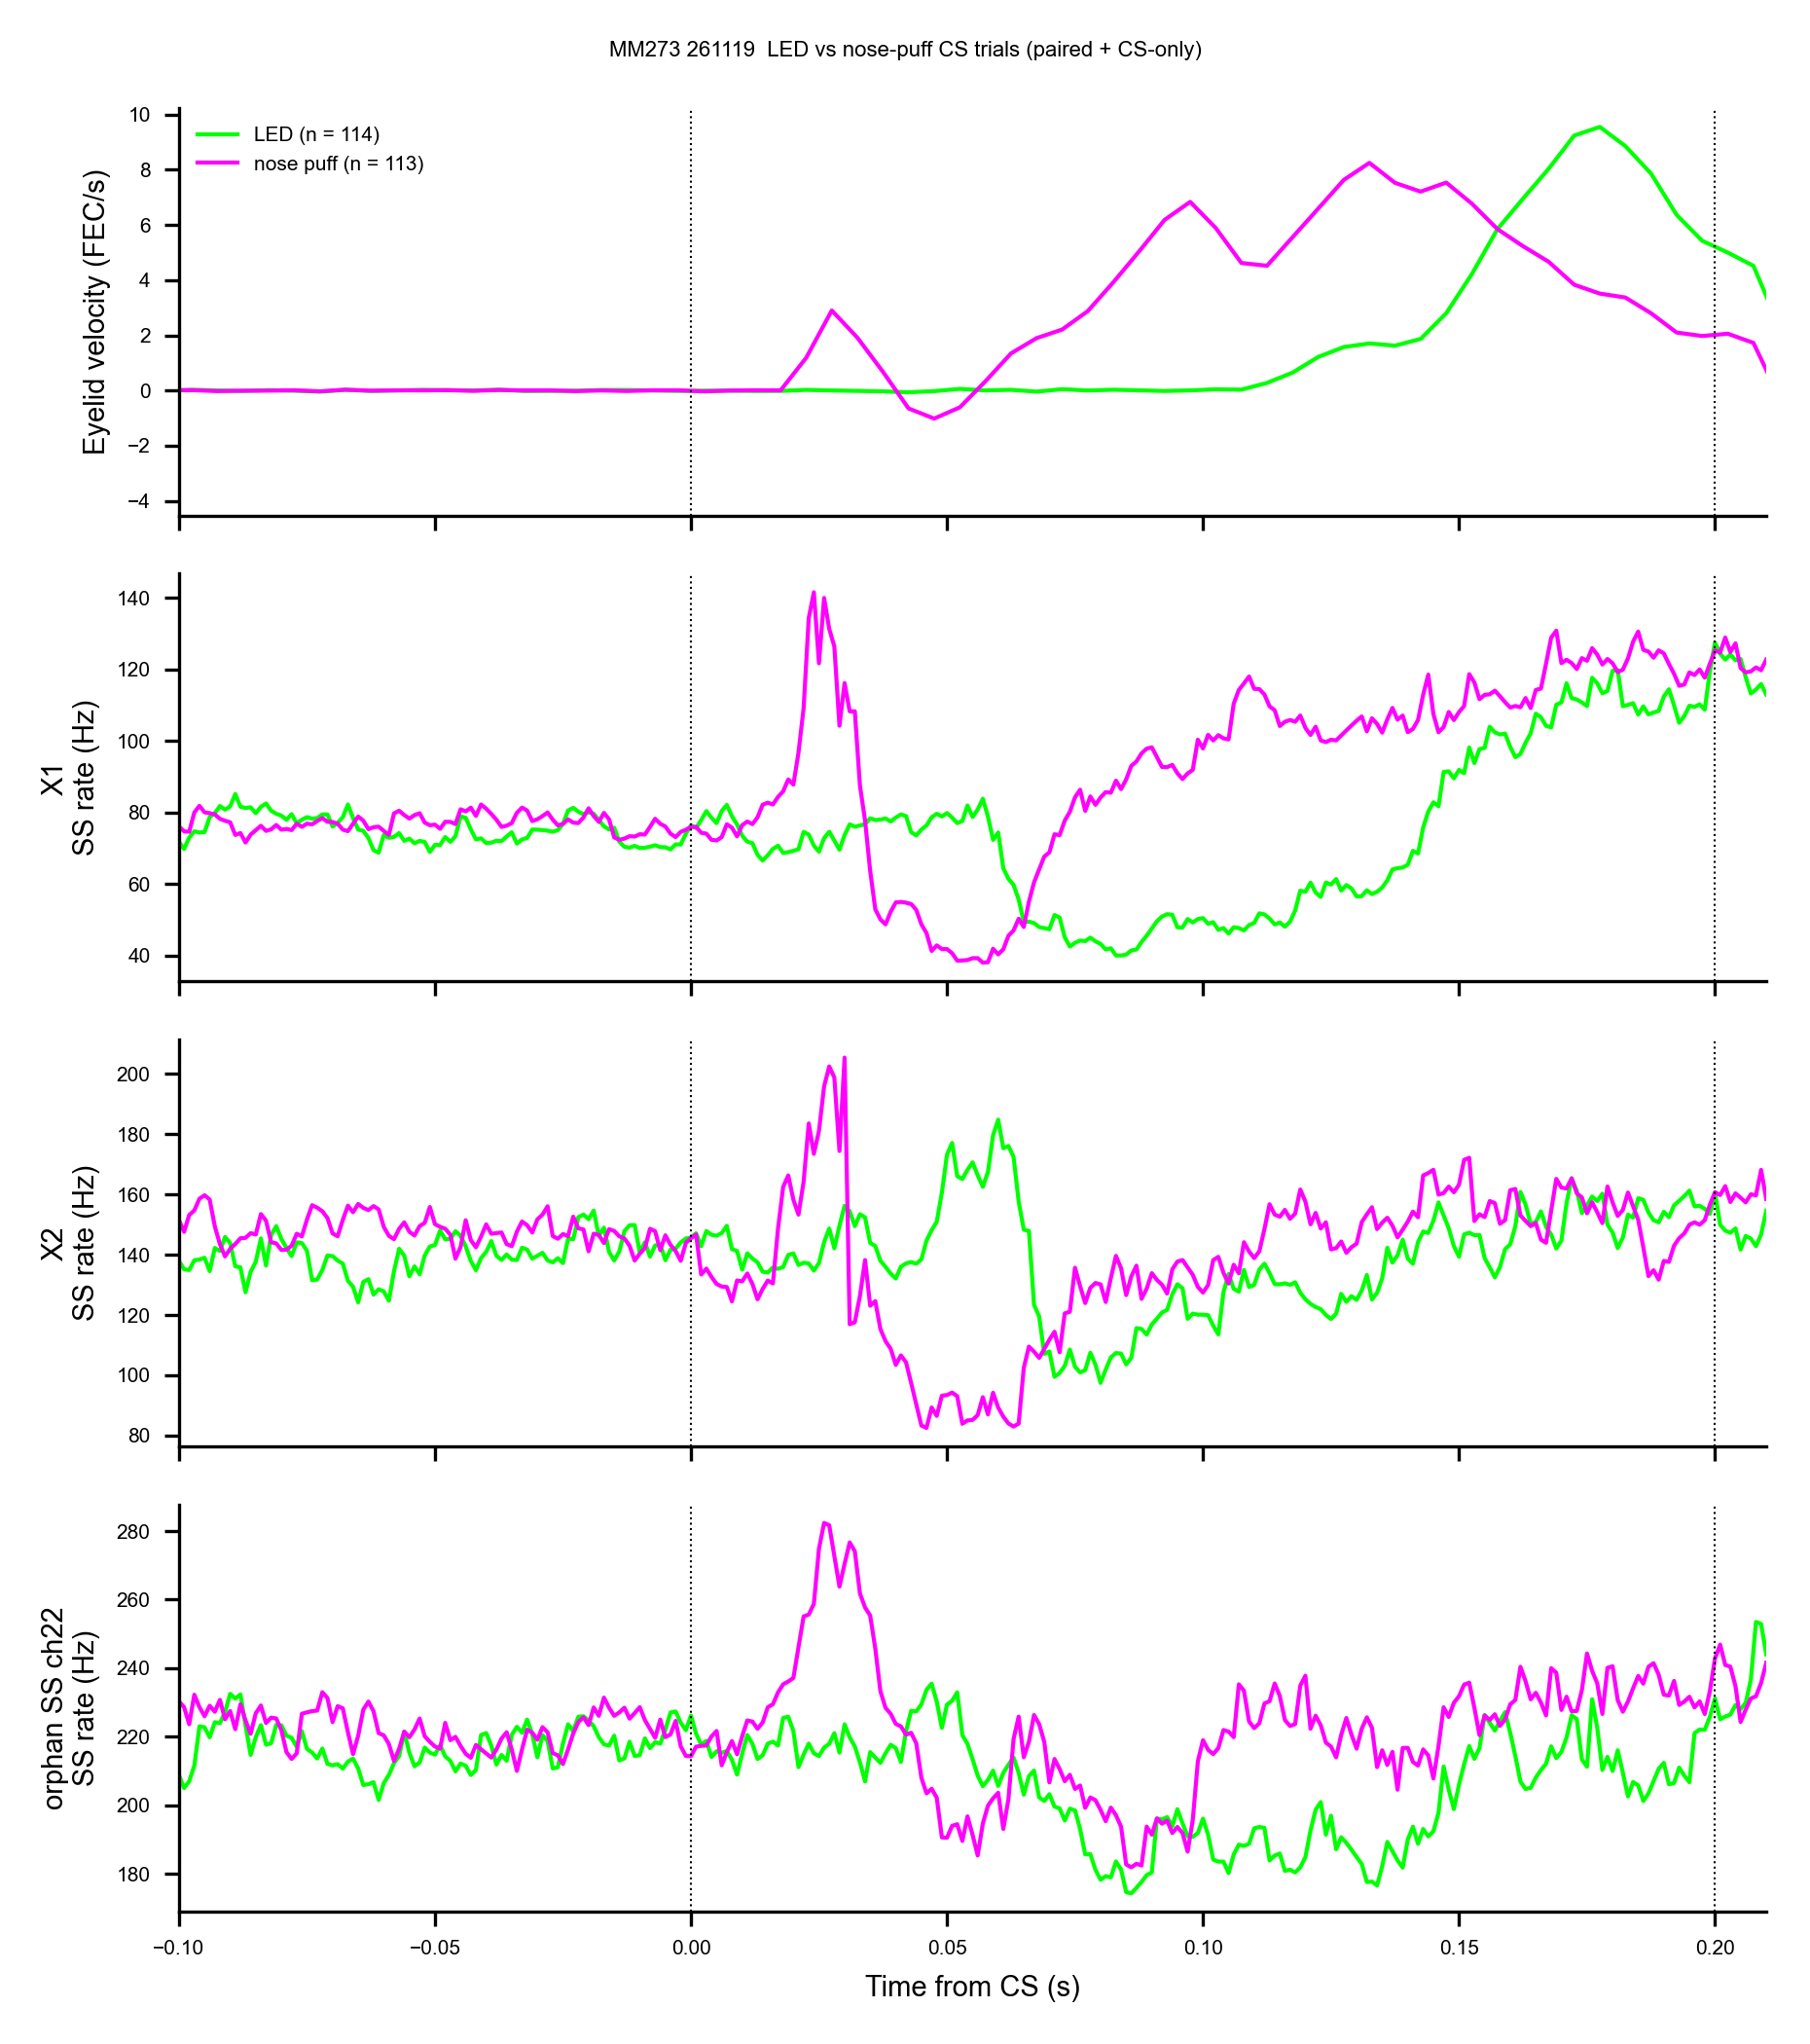 MM273 261119  LED vs nose-puff CS trials (paired + CS-only)
10
8
6
4
2
0
−2
−4
Eyelid velocity (FEC/s)
LED (n = 114)
nose puff (n = 113)
140
120
100
80
60
40
X1
SS rate (Hz)
200
180
160
140
120
100
80
X2
SS rate (Hz)
280
260
240
220
200
180
orphan SS ch22
SS rate (Hz)
−0.10 −0.05 0.00 0.05 0.10 0.15 0.20
Time from CS (s)